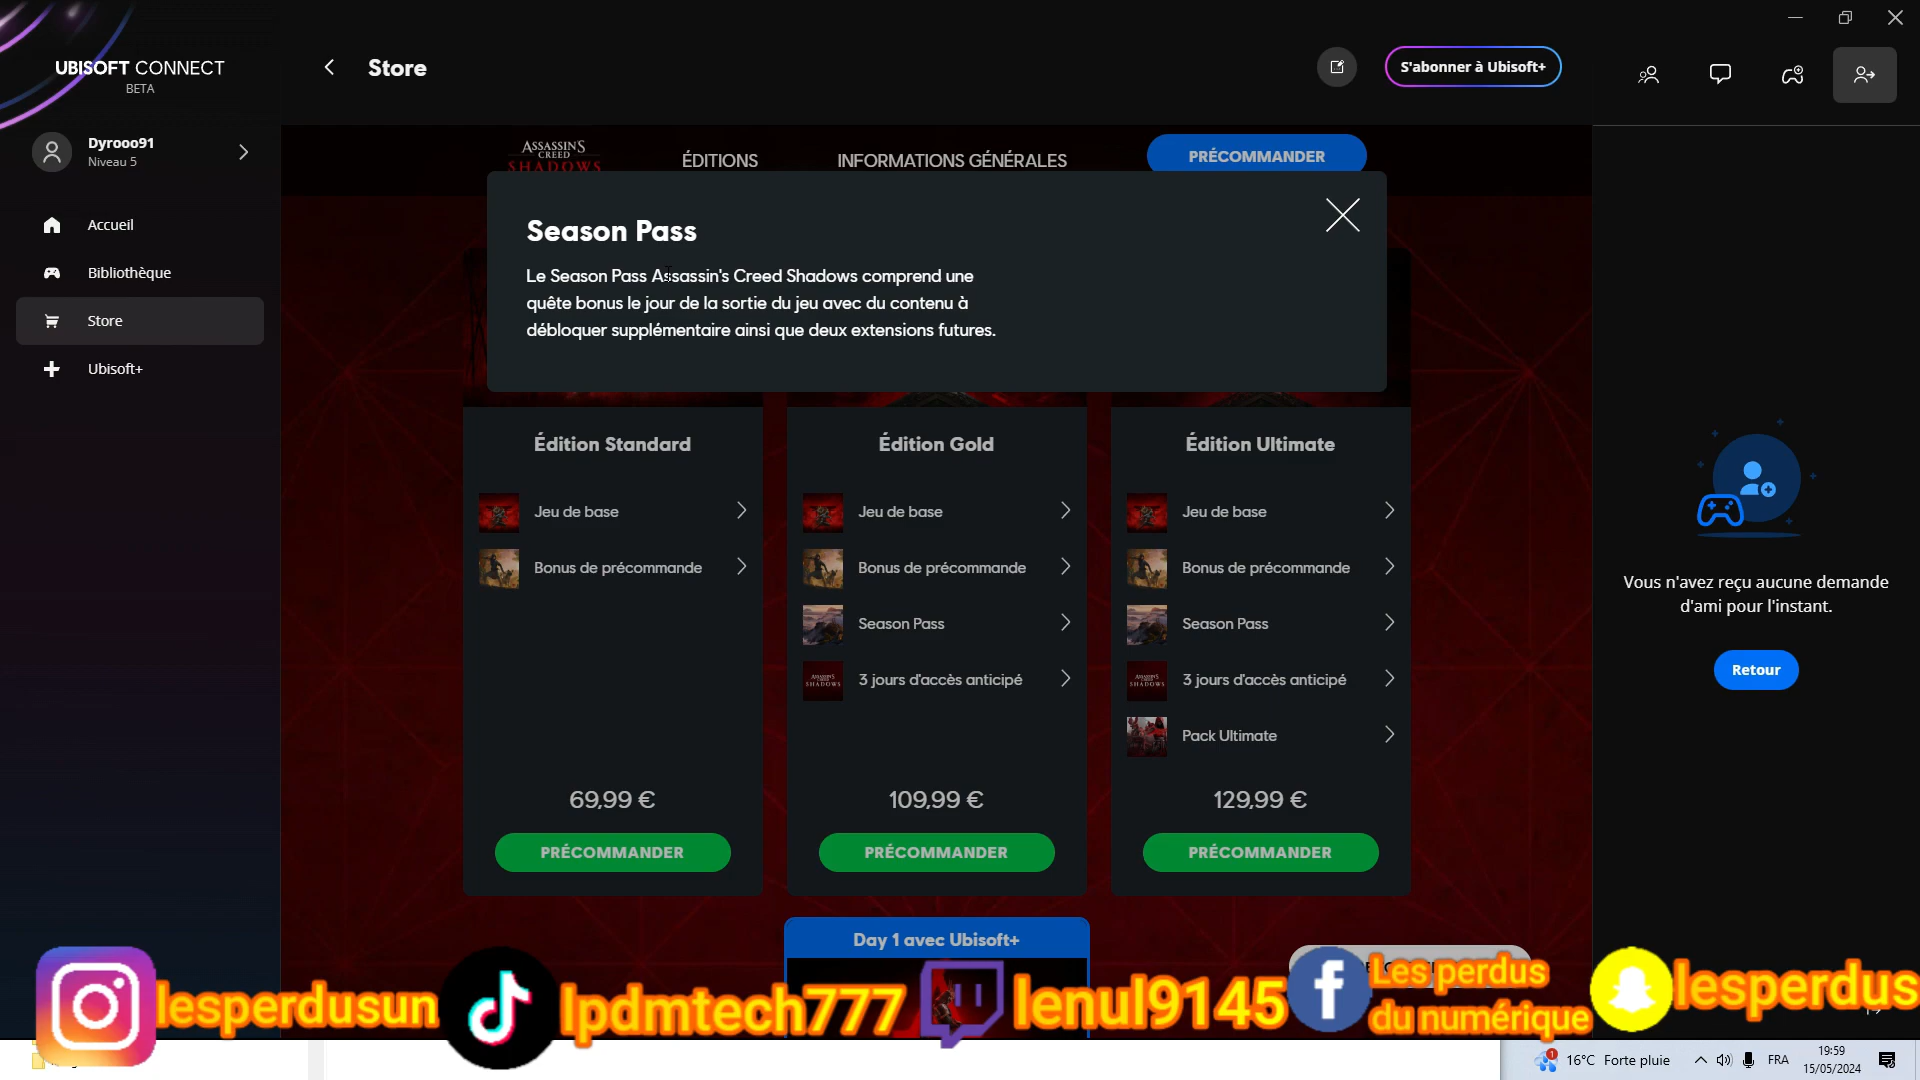 UBISOFT CONNECT
BETA
Dyrooo91
Niveau 5
Accueil
Bibliothèque
Store
Ubisoft+
Store
S'abonner à Ubisoft+
ASSASSIN'S
CREED
SHADOWS
ÉDITIONS
INFORMATIONS GÉNÉRALES
PRÉCOMMANDER
Season Pass
Le Season Pass Assassin's Creed Shadows comprend une
quête bonus le jour de la sortie du jeu avec du contenu à
débloquer supplémentaire ainsi que deux extensions futures.
Édition Standard
Jeu de base
Bonus de précommande
69,99 €
PRÉCOMMANDER
Édition Gold
Jeu de base
Bonus de précommande
Season Pass
3 jours d'accès anticipé
109,99 €
PRÉCOMMANDER
Édition Ultimate
Jeu de base
Bonus de précommande
Season Pass
3 jours d'accès anticipé
Pack Ultimate
129,99 €
PRÉCOMMANDER
Day 1 avec Ubisoft+
Vous n'avez reçu aucune demande
d'ami pour l'instant.
Retour
lesperdusun
lpdmtech777
lenul9145
Les perdus
du numérique
lesperdus
1
16°C Forte pluie
FRA
19:59
15/05/2024